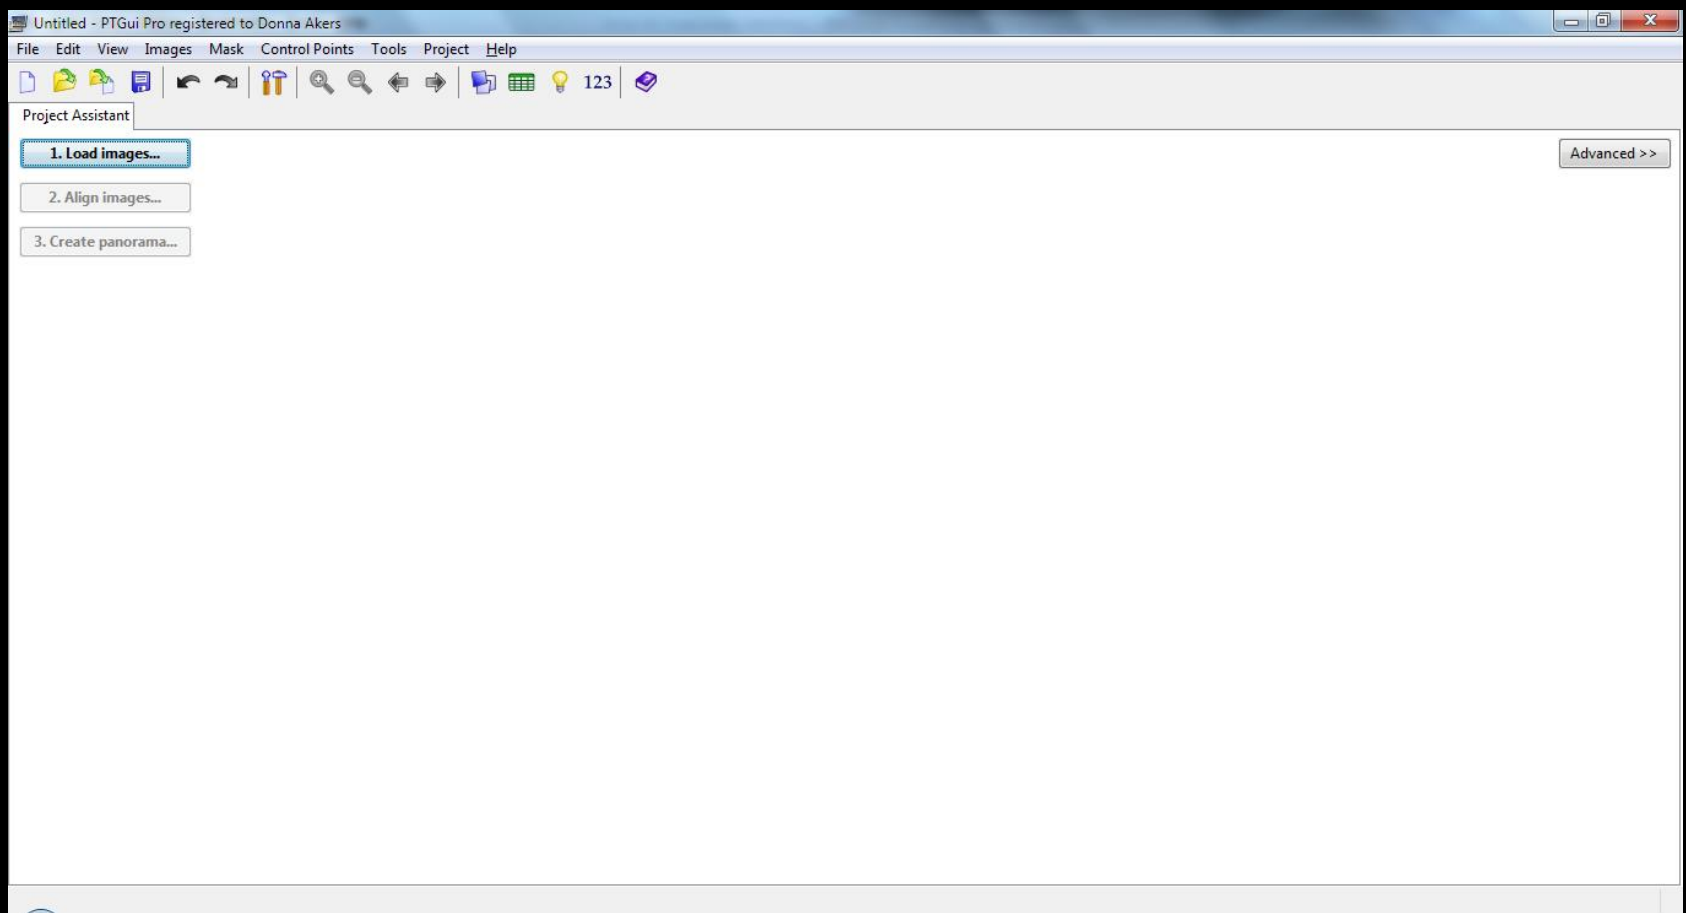 Untitled - PTGui Pro registered to Donna Akers
File Edit View Images Mask Control Points Tools Project Help
123
Project Assistant
1. Load images...
Advanced >>
2. Align images...
3. Create panorama...